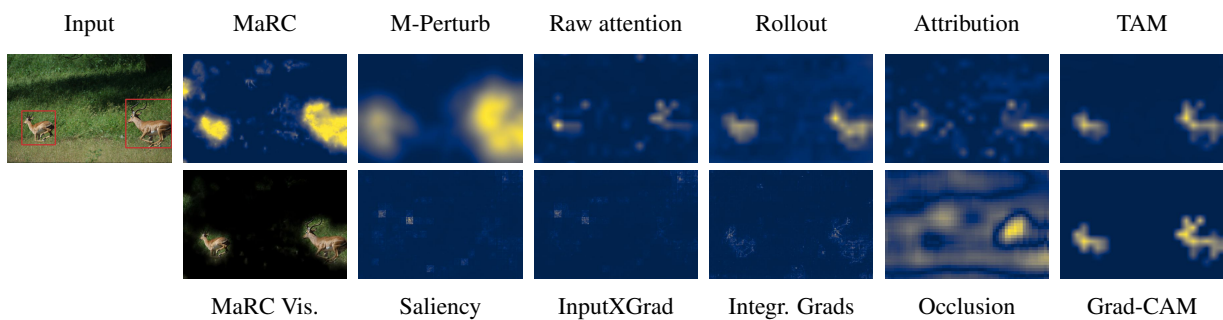 Input MaRC M-Perturb Raw attention Rollout Attribution TAM
MaRC Vis. Saliency InputXGrad Integr. Grads Occlusion Grad-CAM